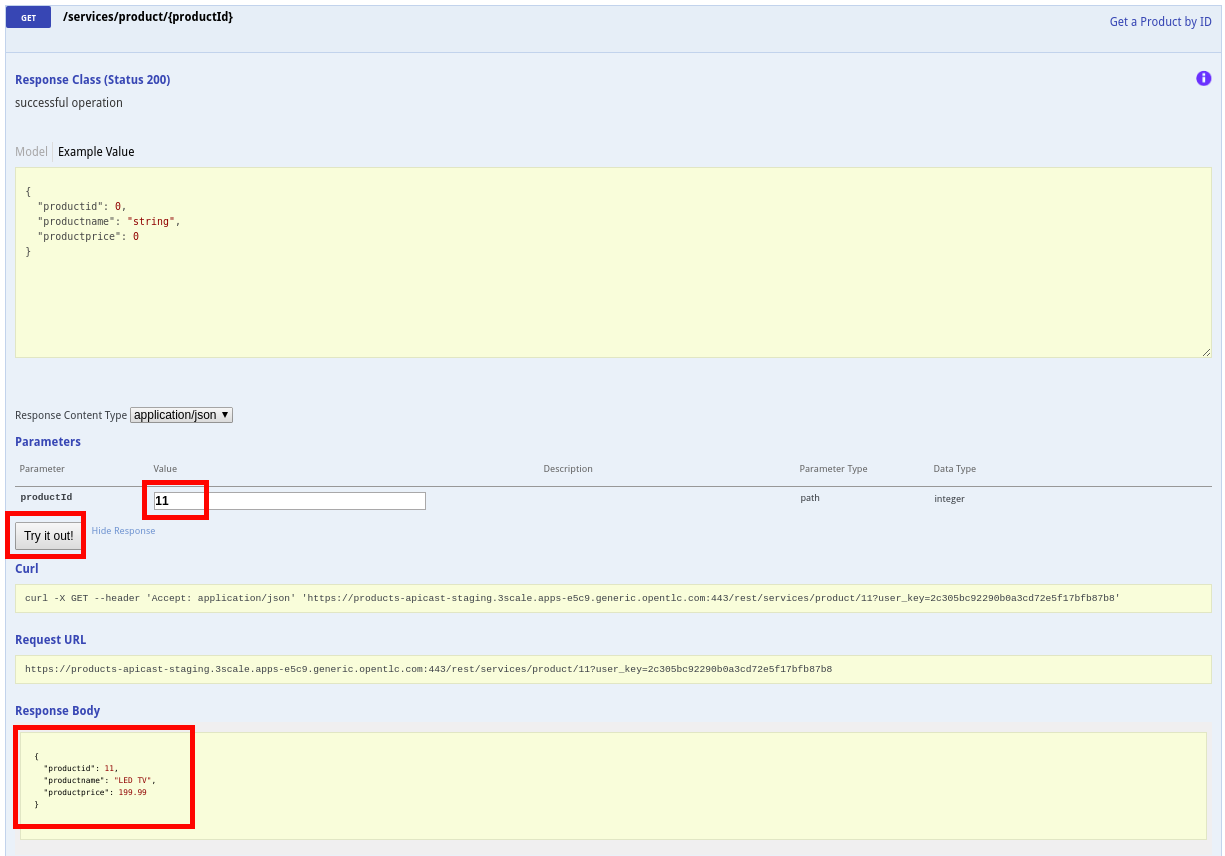 GET /services/product/{productId} Get a Product by ID
Response Class (Status 200)
successful operation
Model Example Value
{
"productid": 0,
"productname": "string",
"productprice": 0
}
Response Content Type application/json
Parameters
Parameter Value Description Parameter Type Data Type
productId 11 path integer
Try it out! Hide Response
Curl
curl -X GET --header 'Accept: application/json' 'https://products-apicast-staging.3scale.apps-e5c9.generic.opentlc.com:443/rest/services/product/11?user_key=2c305bc92290b0a3cd72e5f17bfb87b8'
Request URL
https://products-apicast-staging.3scale.apps-e5c9.generic.opentlc.com:443/rest/services/product/11?user_key=2c305bc92290b0a3cd72e5f17bfb87b8
Response Body
{
"productid": 11,
"productname": "LED TV",
"productprice": 199.99
}